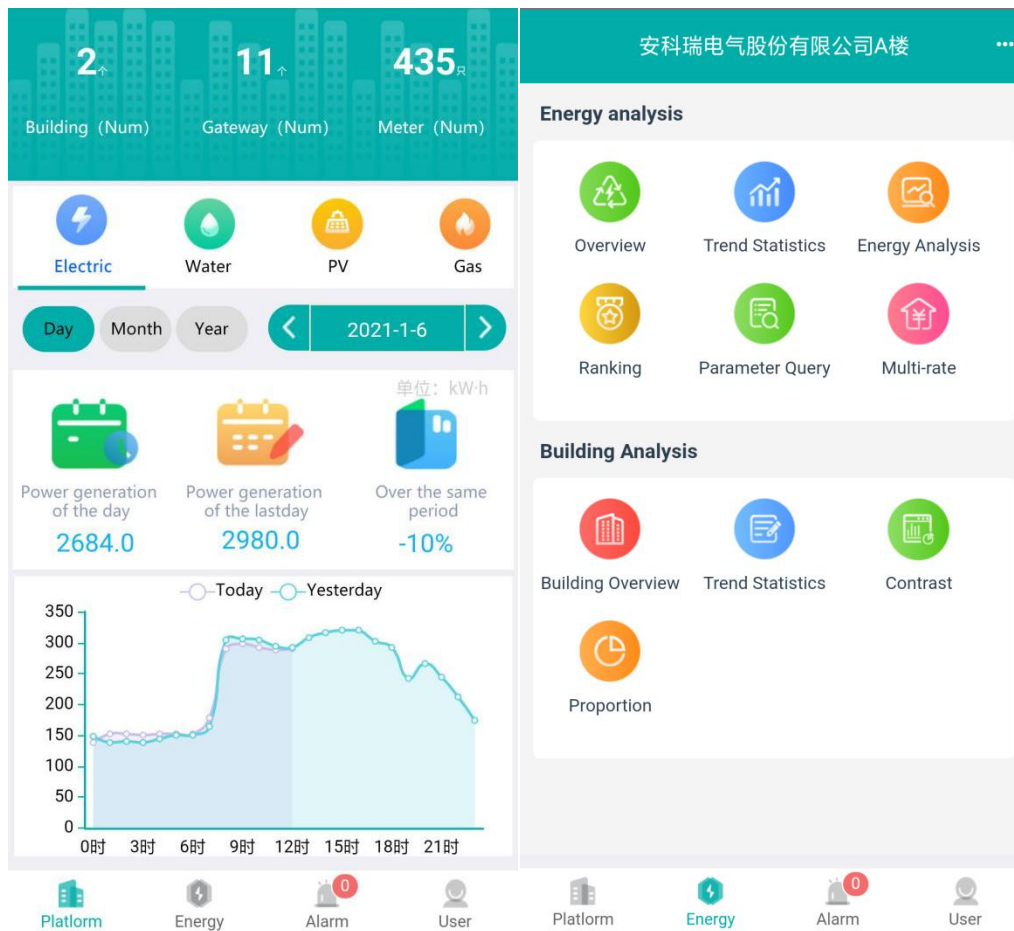 2个 11个 435只
Building (Num) Gateway (Num) Meter (Num)
Electric Water PV Gas
Day Month Year 2021-1-6
单位: kW·h
Power generation of the day
2684.0
Power generation of the lastday
2980.0
Over the same period
-10%
Today Yesterday
350
300
250
200
150
100
50
0
0时 3时 6时 9时 12时 15时 18时 21时
0
Platlorm Energy Alarm User
安科瑞电气股份有限公司A楼
Energy analysis
Overview Trend Statistics Energy Analysis
¥
Ranking Parameter Query Multi-rate
Building Analysis
Building Overview Trend Statistics Contrast
Proportion
0
Platlorm Energy Alarm User